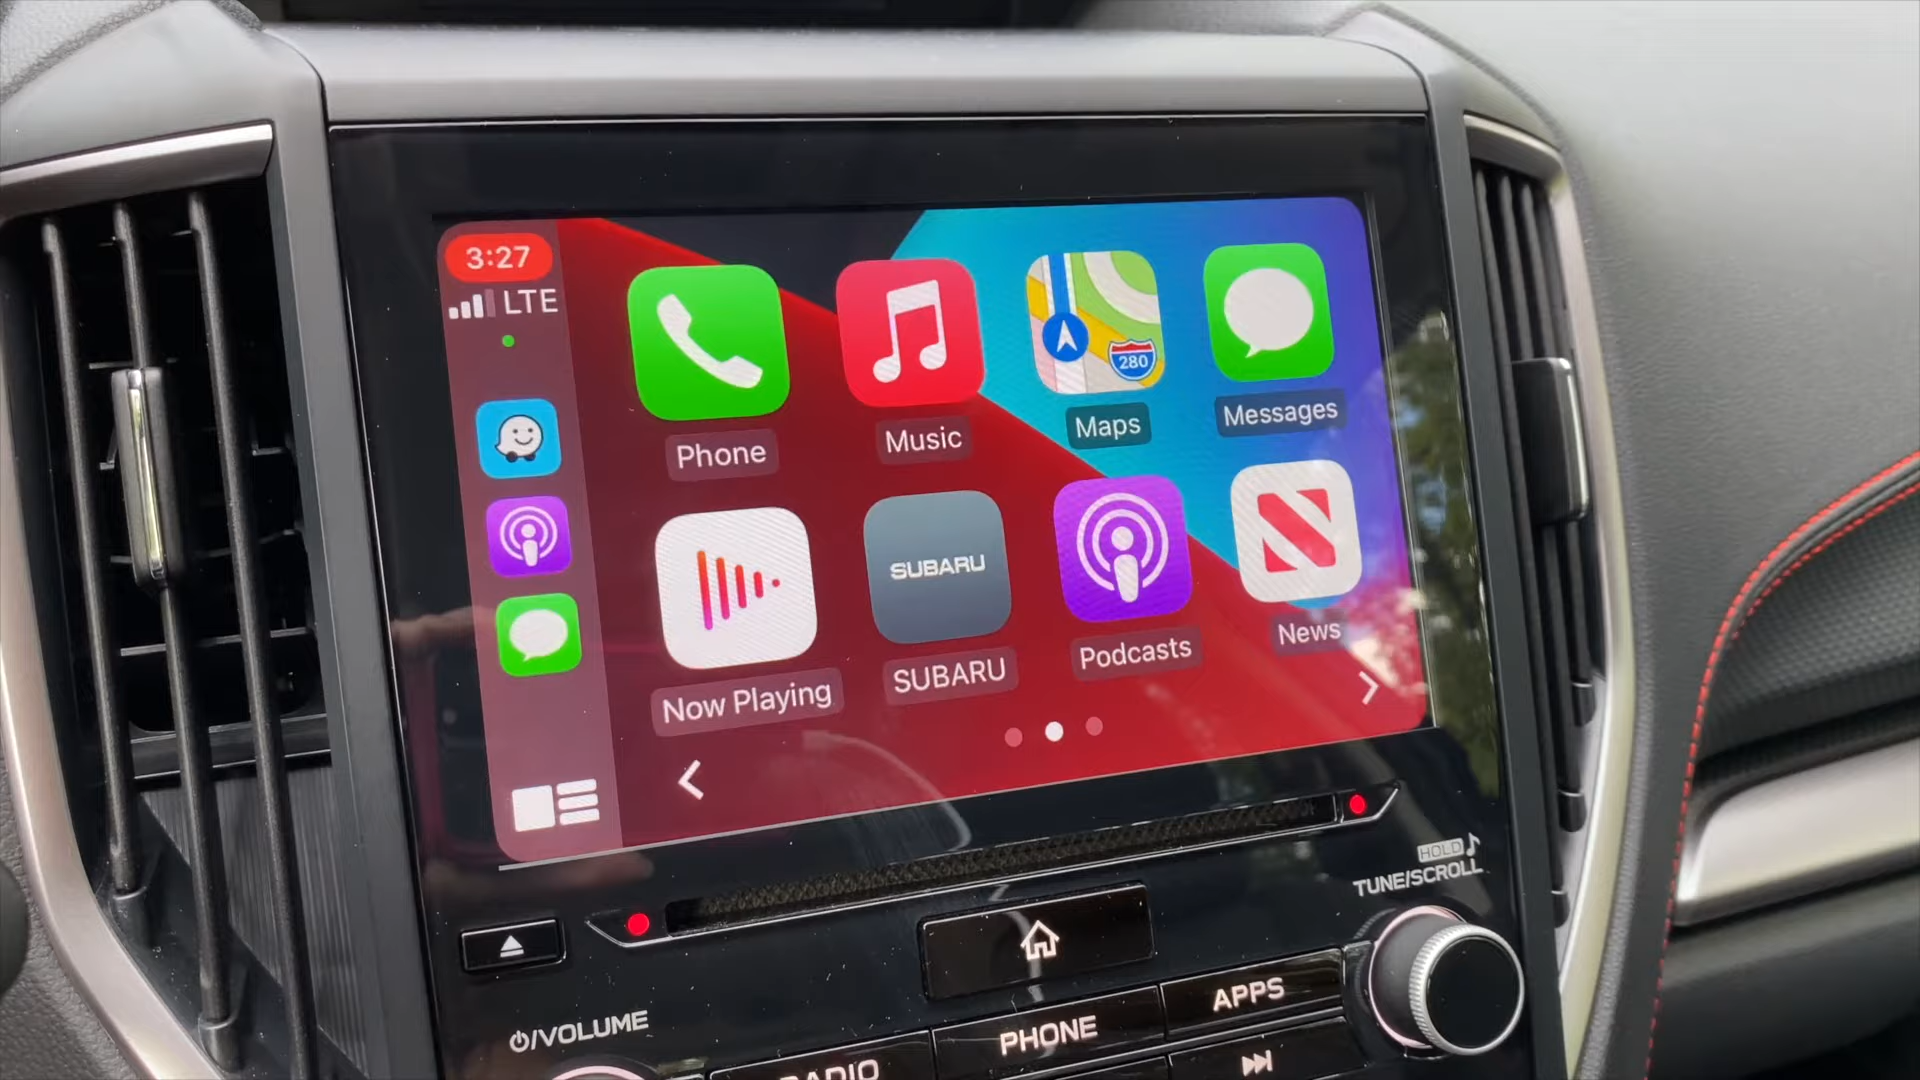 3:27
LTE
280
Phone
Music
Maps
Messages
SUBARU
Now Playing
SUBARU
Podcasts
News
HOLD
TUNE/SCROLL
/VOLUME
APPS
PHONE
RADIO